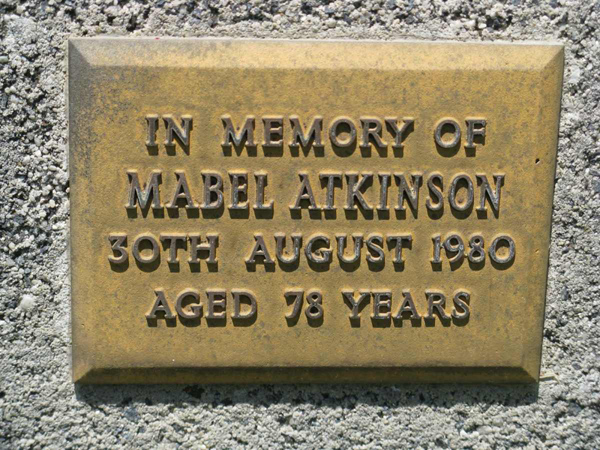 IN MEMORY OF
MABEL ATKINSON
30TH AUGUST 1980
AGED 78 YEARS